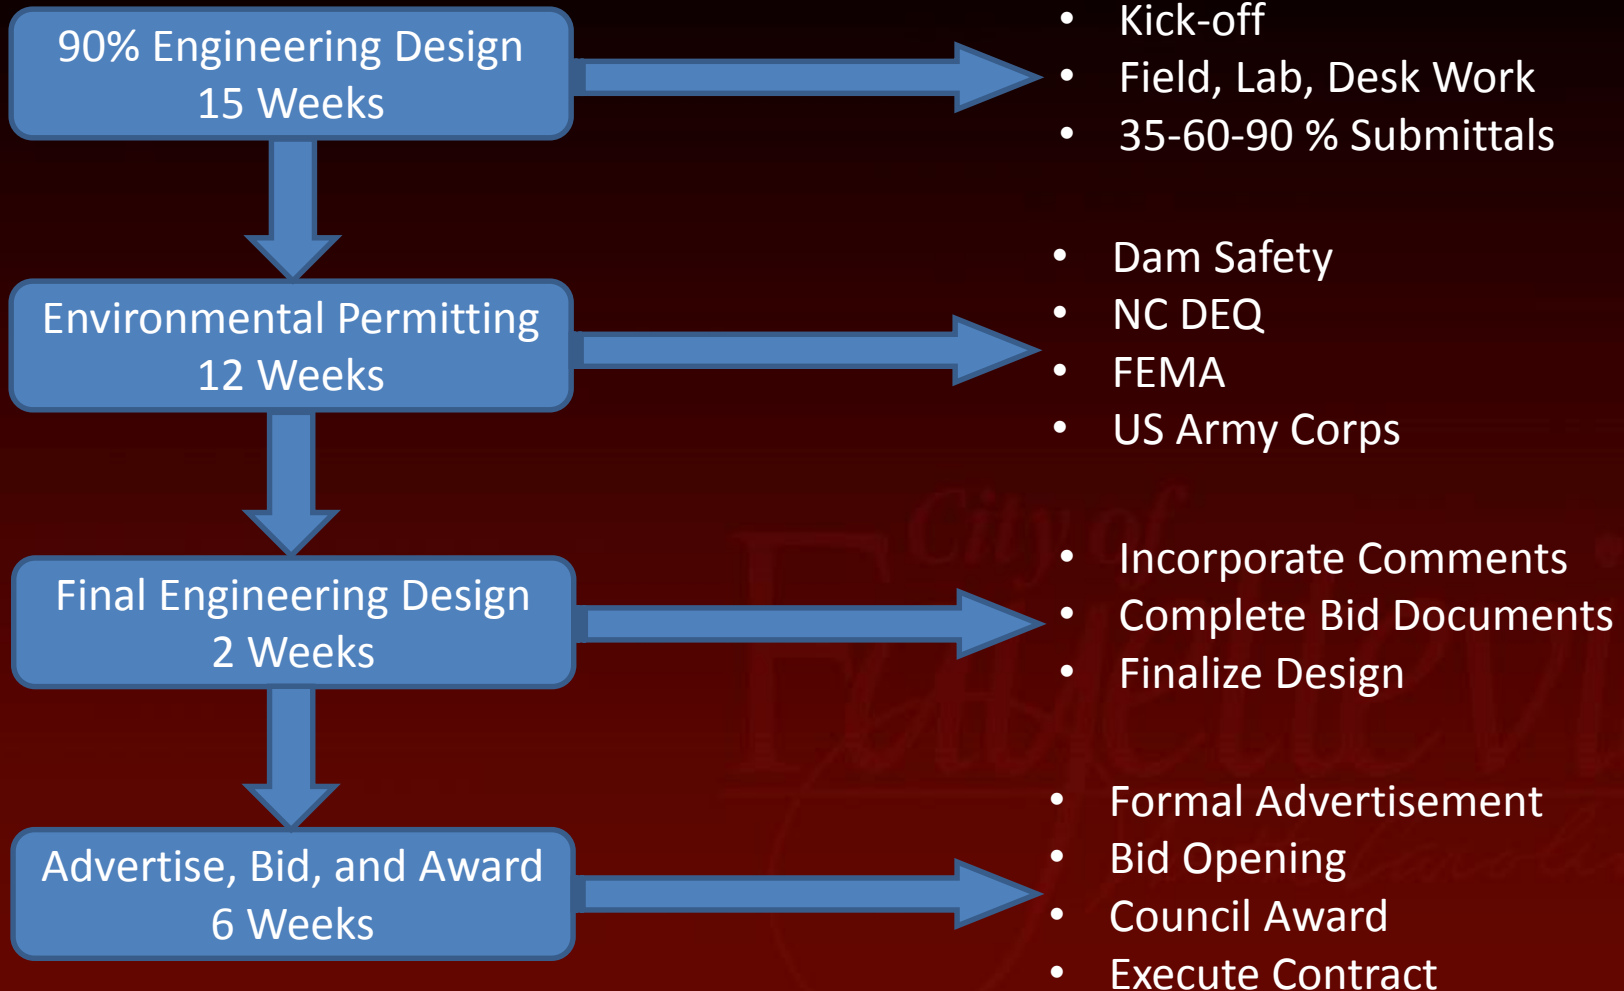 90% Engineering Design
15 Weeks
• Kick-off
• Field, Lab, Desk Work
• 35-60-90 % Submittals
Environmental Permitting
12 Weeks
• Dam Safety
• NC DEQ
• FEMA
• US Army Corps
Final Engineering Design
2 Weeks
• Incorporate Comments
• Complete Bid Documents
• Finalize Design
Advertise, Bid, and Award
6 Weeks
• Formal Advertisement
• Bid Opening
• Council Award
• Execute Contract
City of